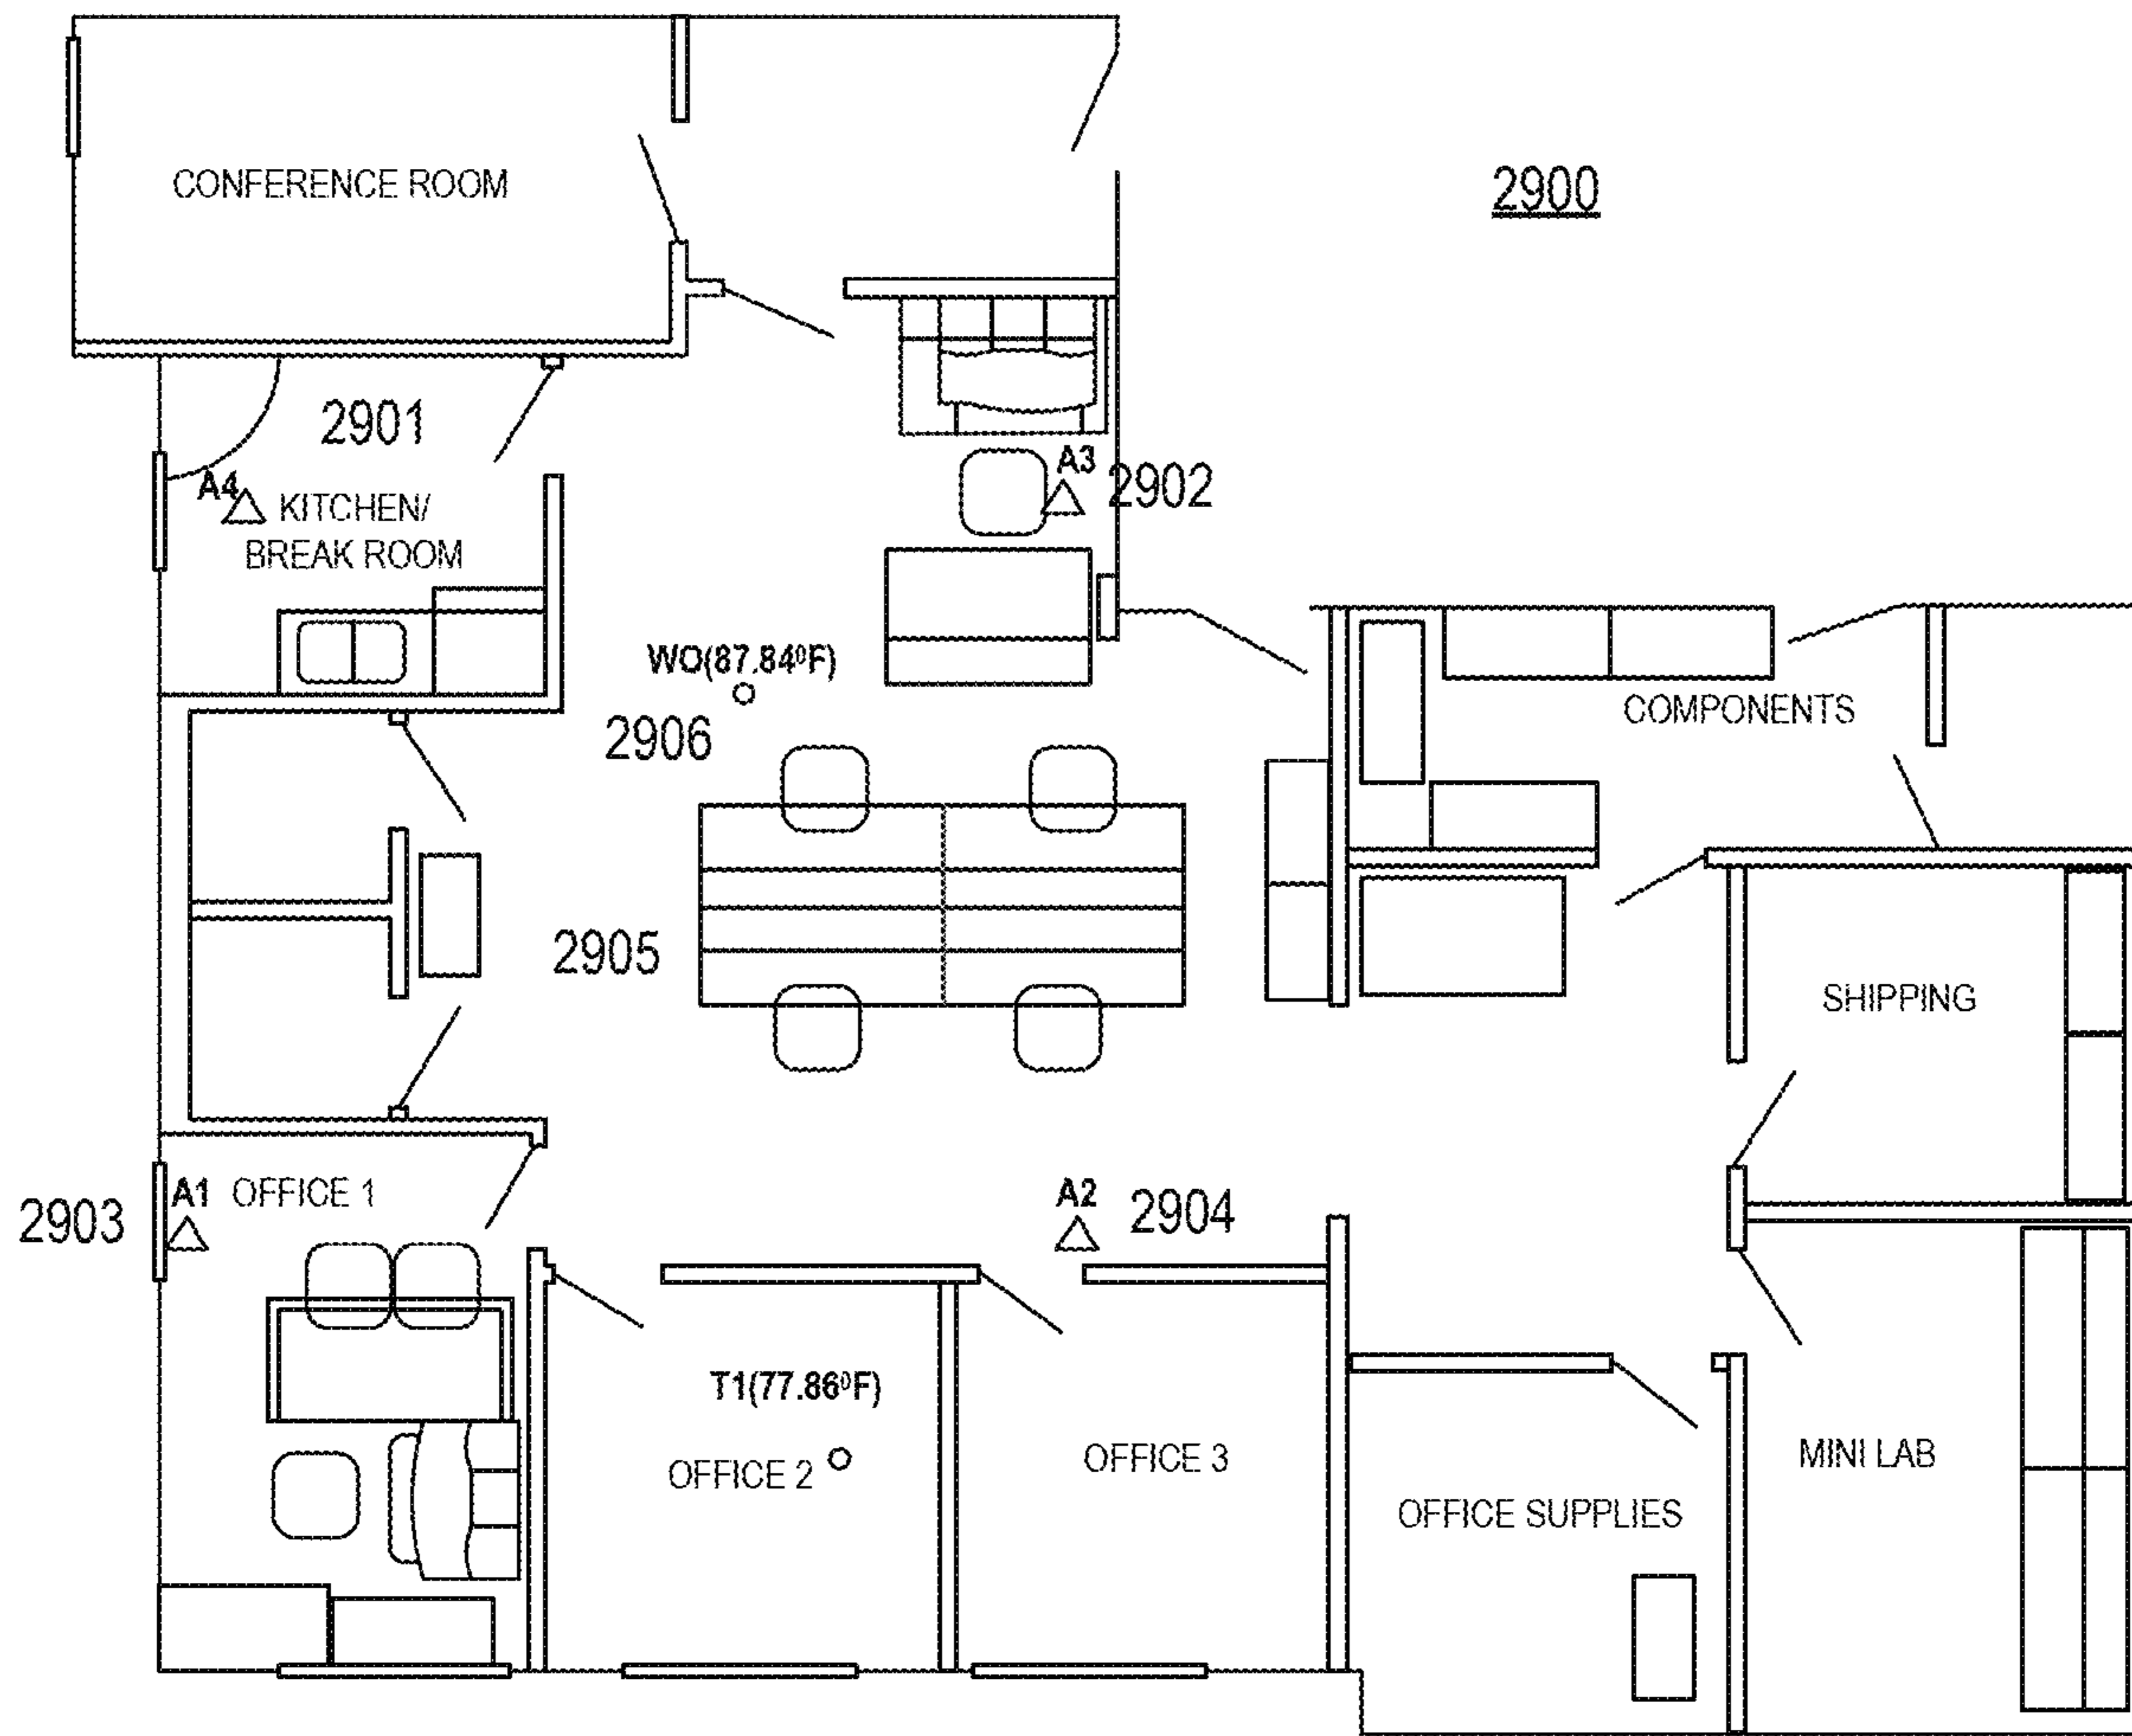 2900
CONFERENCE ROOM
2901
A4
KITCHEN/
BREAK ROOM
A3
2902
WO(87.84⁰F)
2906
COMPONENTS
2905
SHIPPING
2903
A1
OFFICE 1
A2
2904
T1(77.86⁰F)
OFFICE 2
OFFICE 3
MINI LAB
OFFICE SUPPLIES